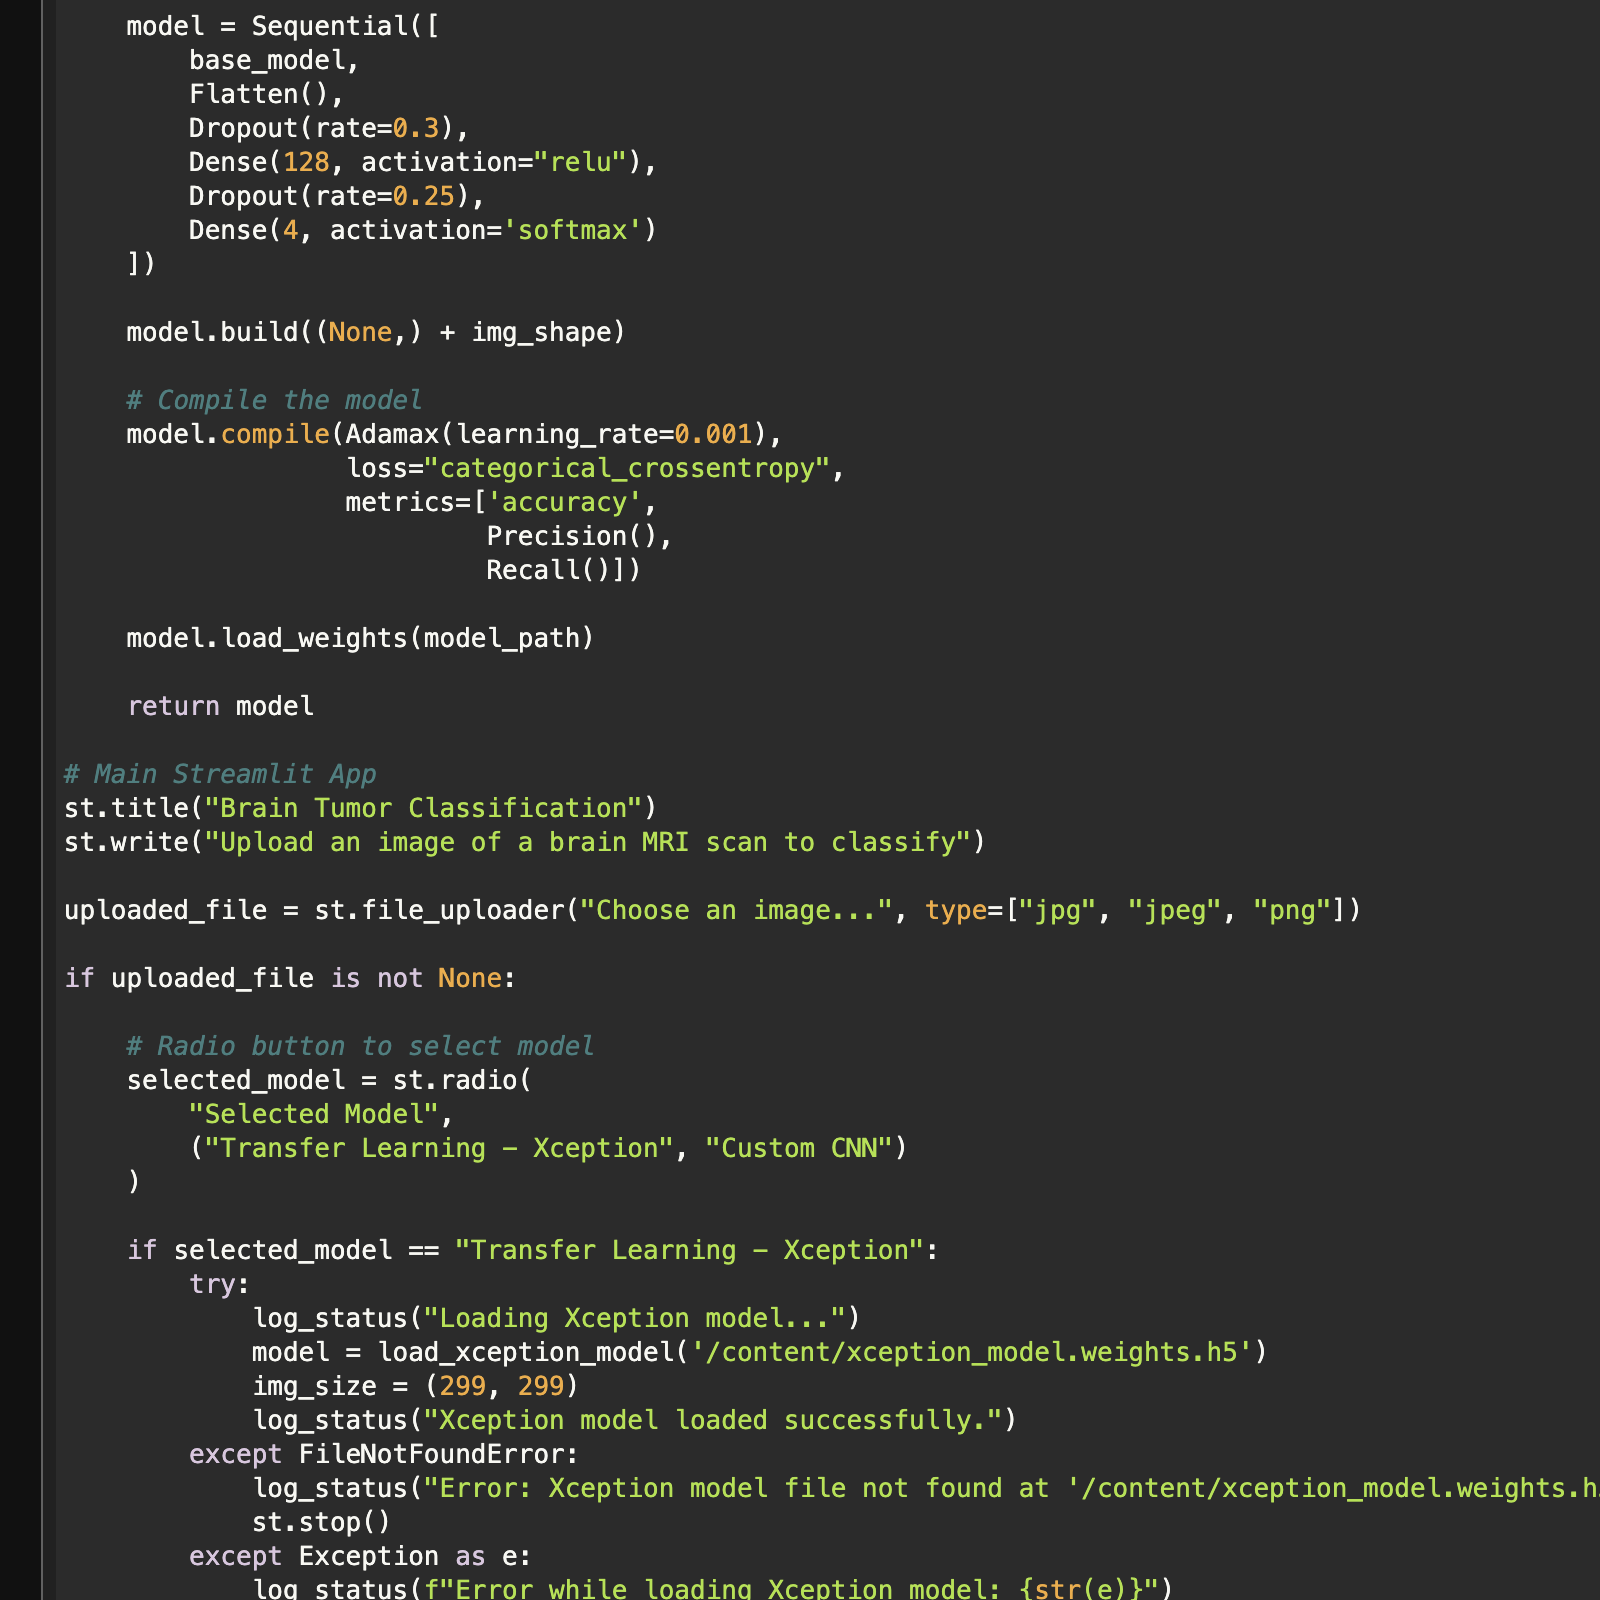 model = Sequential([
base_model,
Flatten(),
Dropout(rate=0.3),
Dense(128, activation="relu"),
Dropout(rate=0.25),
Dense(4, activation='softmax')
])
model.build((None,) + img_shape)
# Compile the model
model.compile(Adamax(learning_rate=0.001),
loss="categorical_crossentropy",
metrics=['accuracy',
Precision(),
Recall()])
model.load_weights(model_path)
return model
# Main Streamlit App
st.title("Brain Tumor Classification")
st.write("Upload an image of a brain MRI scan to classify")
uploaded_file = st.file_uploader("Choose an image...", type=["jpg", "jpeg", "png"])
if uploaded_file is not None:
# Radio button to select model
selected_model = st.radio(
"Selected Model",
("Transfer Learning – Xception", "Custom CNN")
)
if selected_model == "Transfer Learning – Xception":
try:
log_status("Loading Xception model...")
model = load_xception_model('/content/xception_model.weights.h5')
img_size = (299, 299)
log_status("Xception model loaded successfully.")
except FileNotFoundError:
log_status("Error: Xception model file not found at '/content/xception_model.weights.h
st.stop()
except Exception as e:
log_status(f"Error while loading Xception model: {str(e)}")